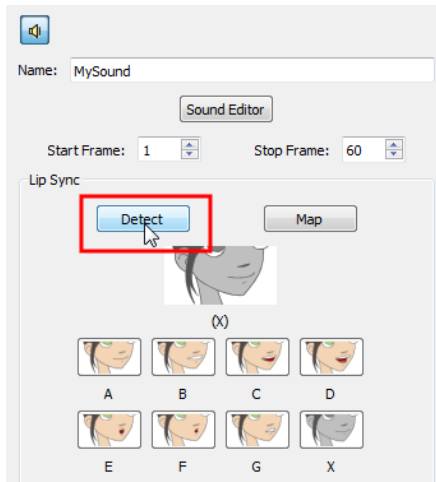 Name: MySound
Sound Editor
Start Frame: 1 Stop Frame: 60
Lip Sync
Detect Map
(X)
A B C D
E F G X